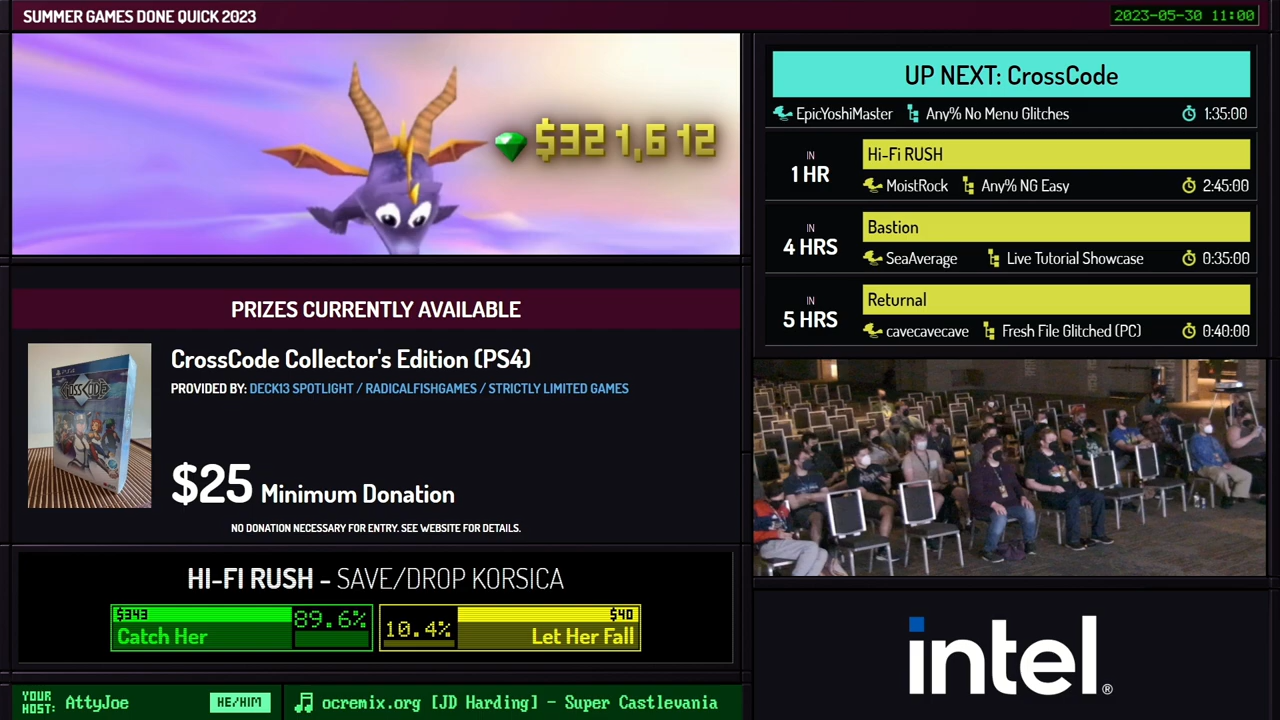 SUMMER GAMES DONE QUICK 2023
2023-05-30 11:00
$321,612
PRIZES CURRENTLY AVAILABLE
CROSSCODE
CrossCode Collector's Edition (PS4)
PROVIDED BY: DECK13 SPOTLIGHT / RADICALFISHGAMES / STRICTLY LIMITED GAMES
$25 Minimum Donation
NO DONATION NECESSARY FOR ENTRY. SEE WEBSITE FOR DETAILS.
HI-FI RUSH - SAVE/DROP KORSICA
$343
89.6%
Catch Her
$40
10.4%
Let Her Fall
YOUR HOST:
AttyJoe
HE/HIM
ocremix.org [JD Harding] - Super Castlevania
UP NEXT: CrossCode
EpicYoshiMaster Any% No Menu Glitches 1:35:00
IN
1 HR
Hi-Fi RUSH
MoistRock Any% NG Easy 2:45:00
IN
4 HRS
Bastion
SeaAverage Live Tutorial Showcase 0:35:00
IN
5 HRS
Returnal
cavecavecave Fresh File Glitched (PC) 0:40:00
intel®